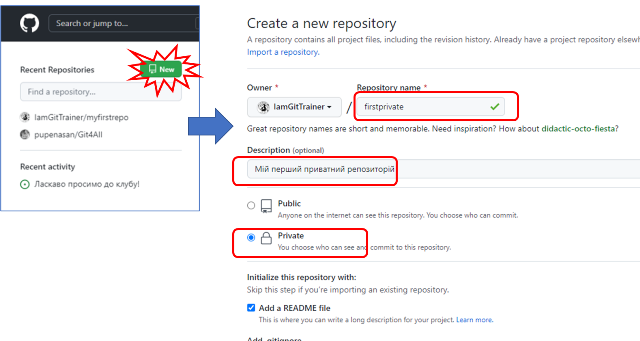 Search or jump to...
Recent Repositories
New
Find a repository...
IamGitTrainer/myfirstrepo
pupenasan/Git4All
Recent activity
Ласкаво просимо до клубу!
Create a new repository
A repository contains all project files, including the revision history. Already have a project repository elsew
Import a repository.
Owner * Repository name *
IamGitTrainer / firstprivate
Great repository names are short and memorable. Need inspiration? How about didactic-octo-fiesta?
Description (optional)
Мій перший приватний репозиторій
Public
Anyone on the internet can see this repository. You choose who can commit.
Private
You choose who can see and commit to this repository.
Initialize this repository with:
Skip this step if you're importing an existing repository.
Add a README file
This is where you can write a long description for your project. Learn more.
Add .gitignore